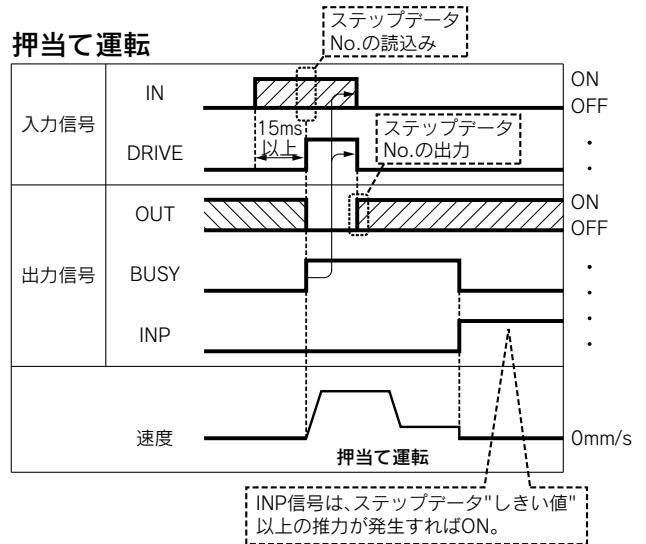 ステップデータ
No.の読込み
押当て運転
入力信号
IN
ON
OFF
15ms
以上
DRIVE
ステップデータ
No.の出力
・
・
出力信号
OUT
ON
OFF
BUSY
・
・
INP
・
・
速度
0mm/s
押当て運転
INP信号は、ステップデータ"しきい値"
以上の推力が発生すればON。